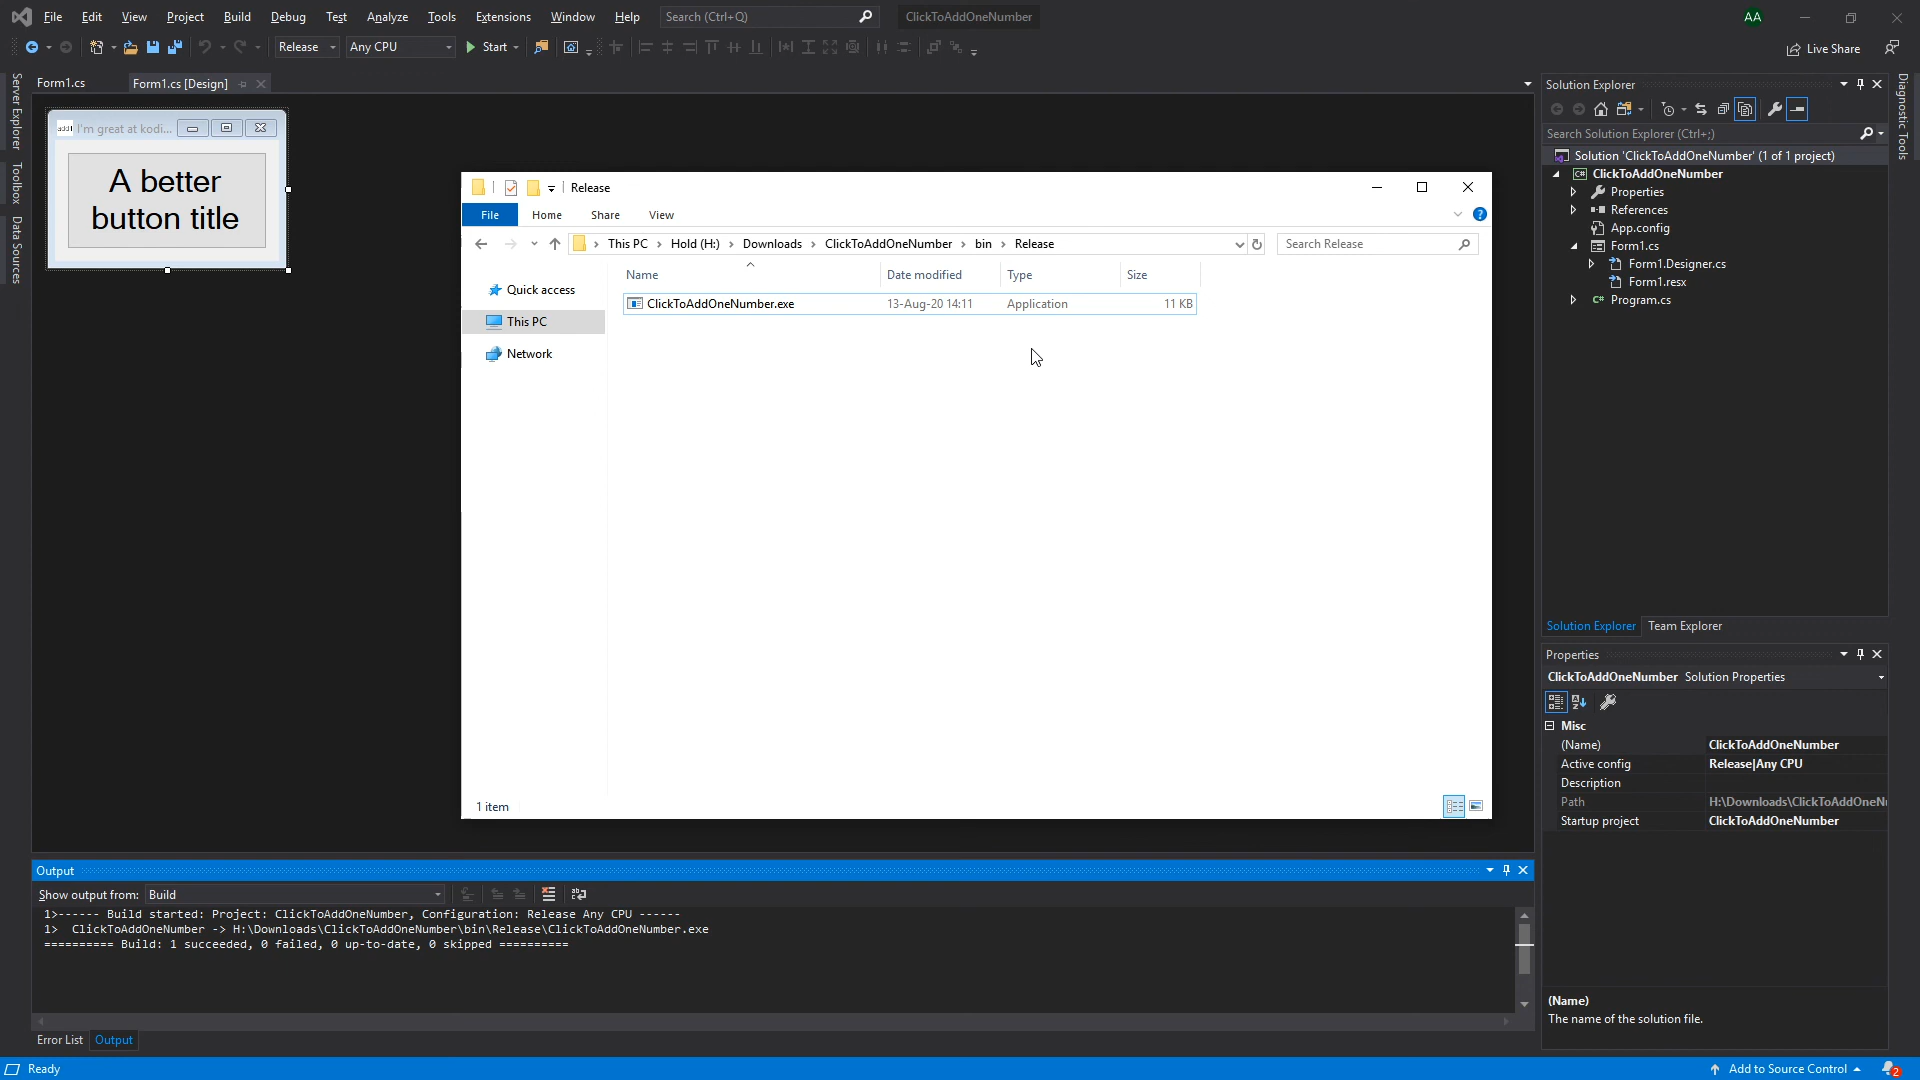 File Edit View Project Build Debug Test Analyze Tools Extensions Window Help Search (Ctrl+Q) ClickToAddOneNumber AA
Release Any CPU Start Live Share
Form1.cs Form1.cs [Design]
Server Explorer
Toolbox
Data Sources
add1 I'm great at kodi...
A better
button title
Release
File Home Share View
This PC Hold (H:) Downloads ClickToAddOneNumber bin Release Search Release
Name Date modified Type Size
Quick access
This PC
Network
ClickToAddOneNumber.exe 13-Aug-20 14:11 Application 11 KB
1 item
Solution Explorer
Search Solution Explorer (Ctrl+;)
Solution 'ClickToAddOneNumber' (1 of 1 project)
C# ClickToAddOneNumber
Properties
References
App.config
Form1.cs
Form1.Designer.cs
Form1.resx
C# Program.cs
Solution Explorer Team Explorer
Diagnostic Tools
Properties
ClickToAddOneNumber Solution Properties
Misc
(Name) ClickToAddOneNumber
Active config Release|Any CPU
Description
Path H:\Downloads\ClickToAddOneN
Startup project ClickToAddOneNumber
(Name)
The name of the solution file.
Output
Show output from: Build
1>------ Build started: Project: ClickToAddOneNumber, Configuration: Release Any CPU ------
1>  ClickToAddOneNumber -> H:\Downloads\ClickToAddOneNumber\bin\Release\ClickToAddOneNumber.exe
========== Build: 1 succeeded, 0 failed, 0 up-to-date, 0 skipped ==========
Error List Output
Ready Add to Source Control 2